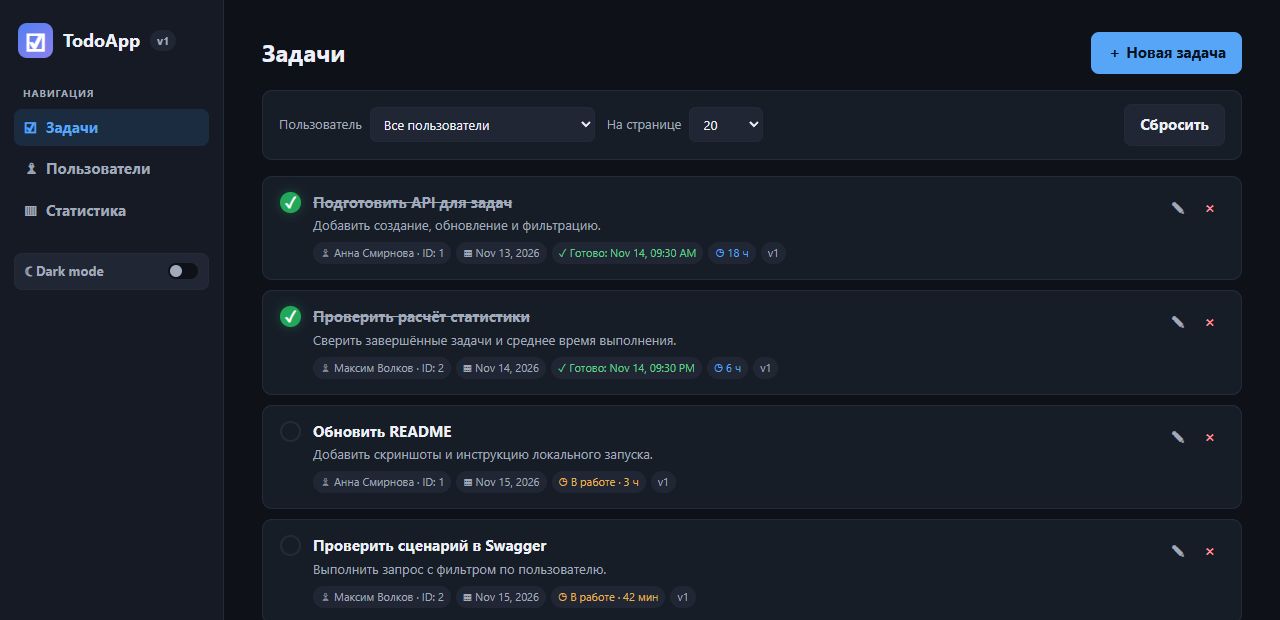 TodoApp v1
НАВИГАЦИЯ
Задачи
Пользователи
Статистика
Dark mode
Задачи
+ Новая задача
Пользователь Все пользователи На странице 20 Сбросить
Подготовить API для задач
Добавить создание, обновление и фильтрацию.
Анна Смирнова · ID: 1 Nov 13, 2026 ✓ Готово: Nov 14, 09:30 AM 18 ч v1
Проверить расчёт статистики
Сверить завершённые задачи и среднее время выполнения.
Максим Волков · ID: 2 Nov 14, 2026 ✓ Готово: Nov 14, 09:30 PM 6 ч v1
Обновить README
Добавить скриншоты и инструкцию локального запуска.
Анна Смирнова · ID: 1 Nov 15, 2026 В работе · 3 ч v1
Проверить сценарий в Swagger
Выполнить запрос с фильтром по пользователю.
Максим Волков · ID: 2 Nov 15, 2026 В работе · 42 мин v1